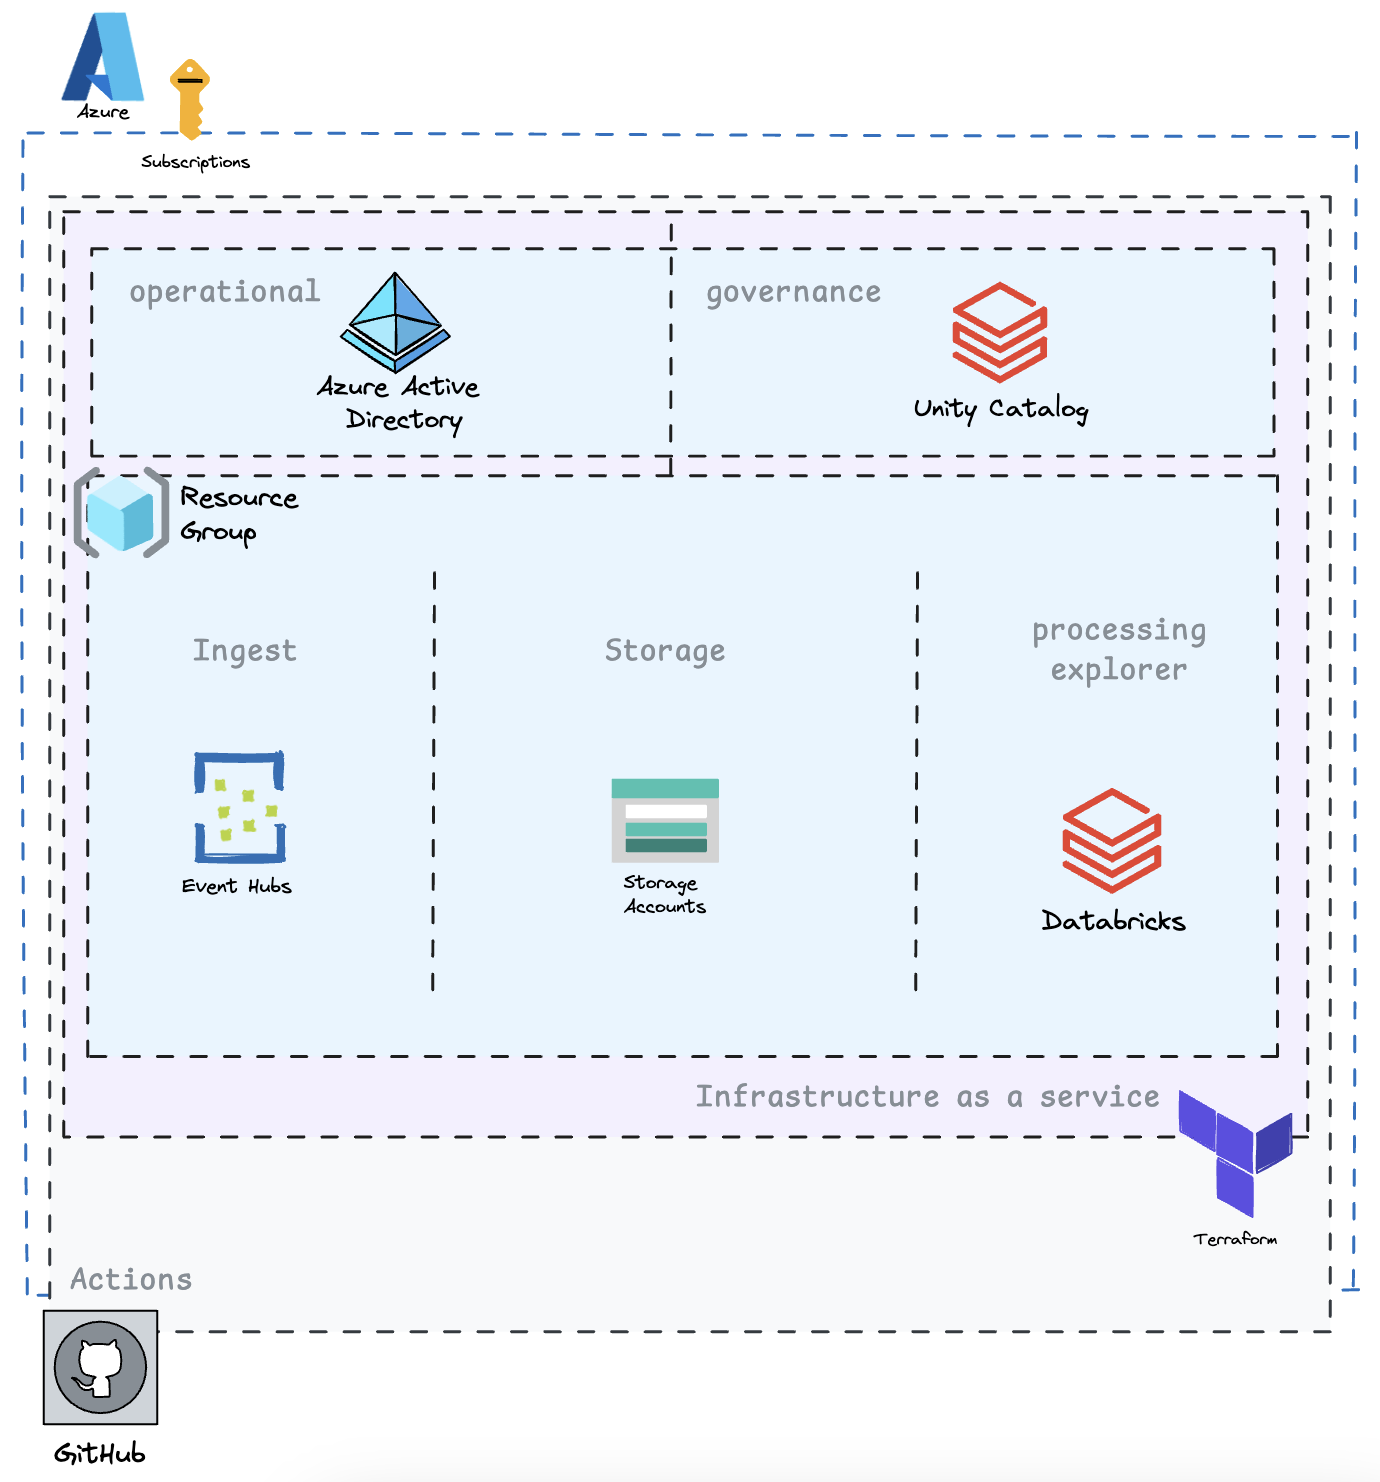 Azure
Subscriptions
operational
governance
Azure Active
Directory
Unity Catalog
Resource
Group
Ingest
Storage
processing
explorer
Event Hubs
Storage
Accounts
Databricks
Infrastructure as a service
Terraform
Actions
GitHub